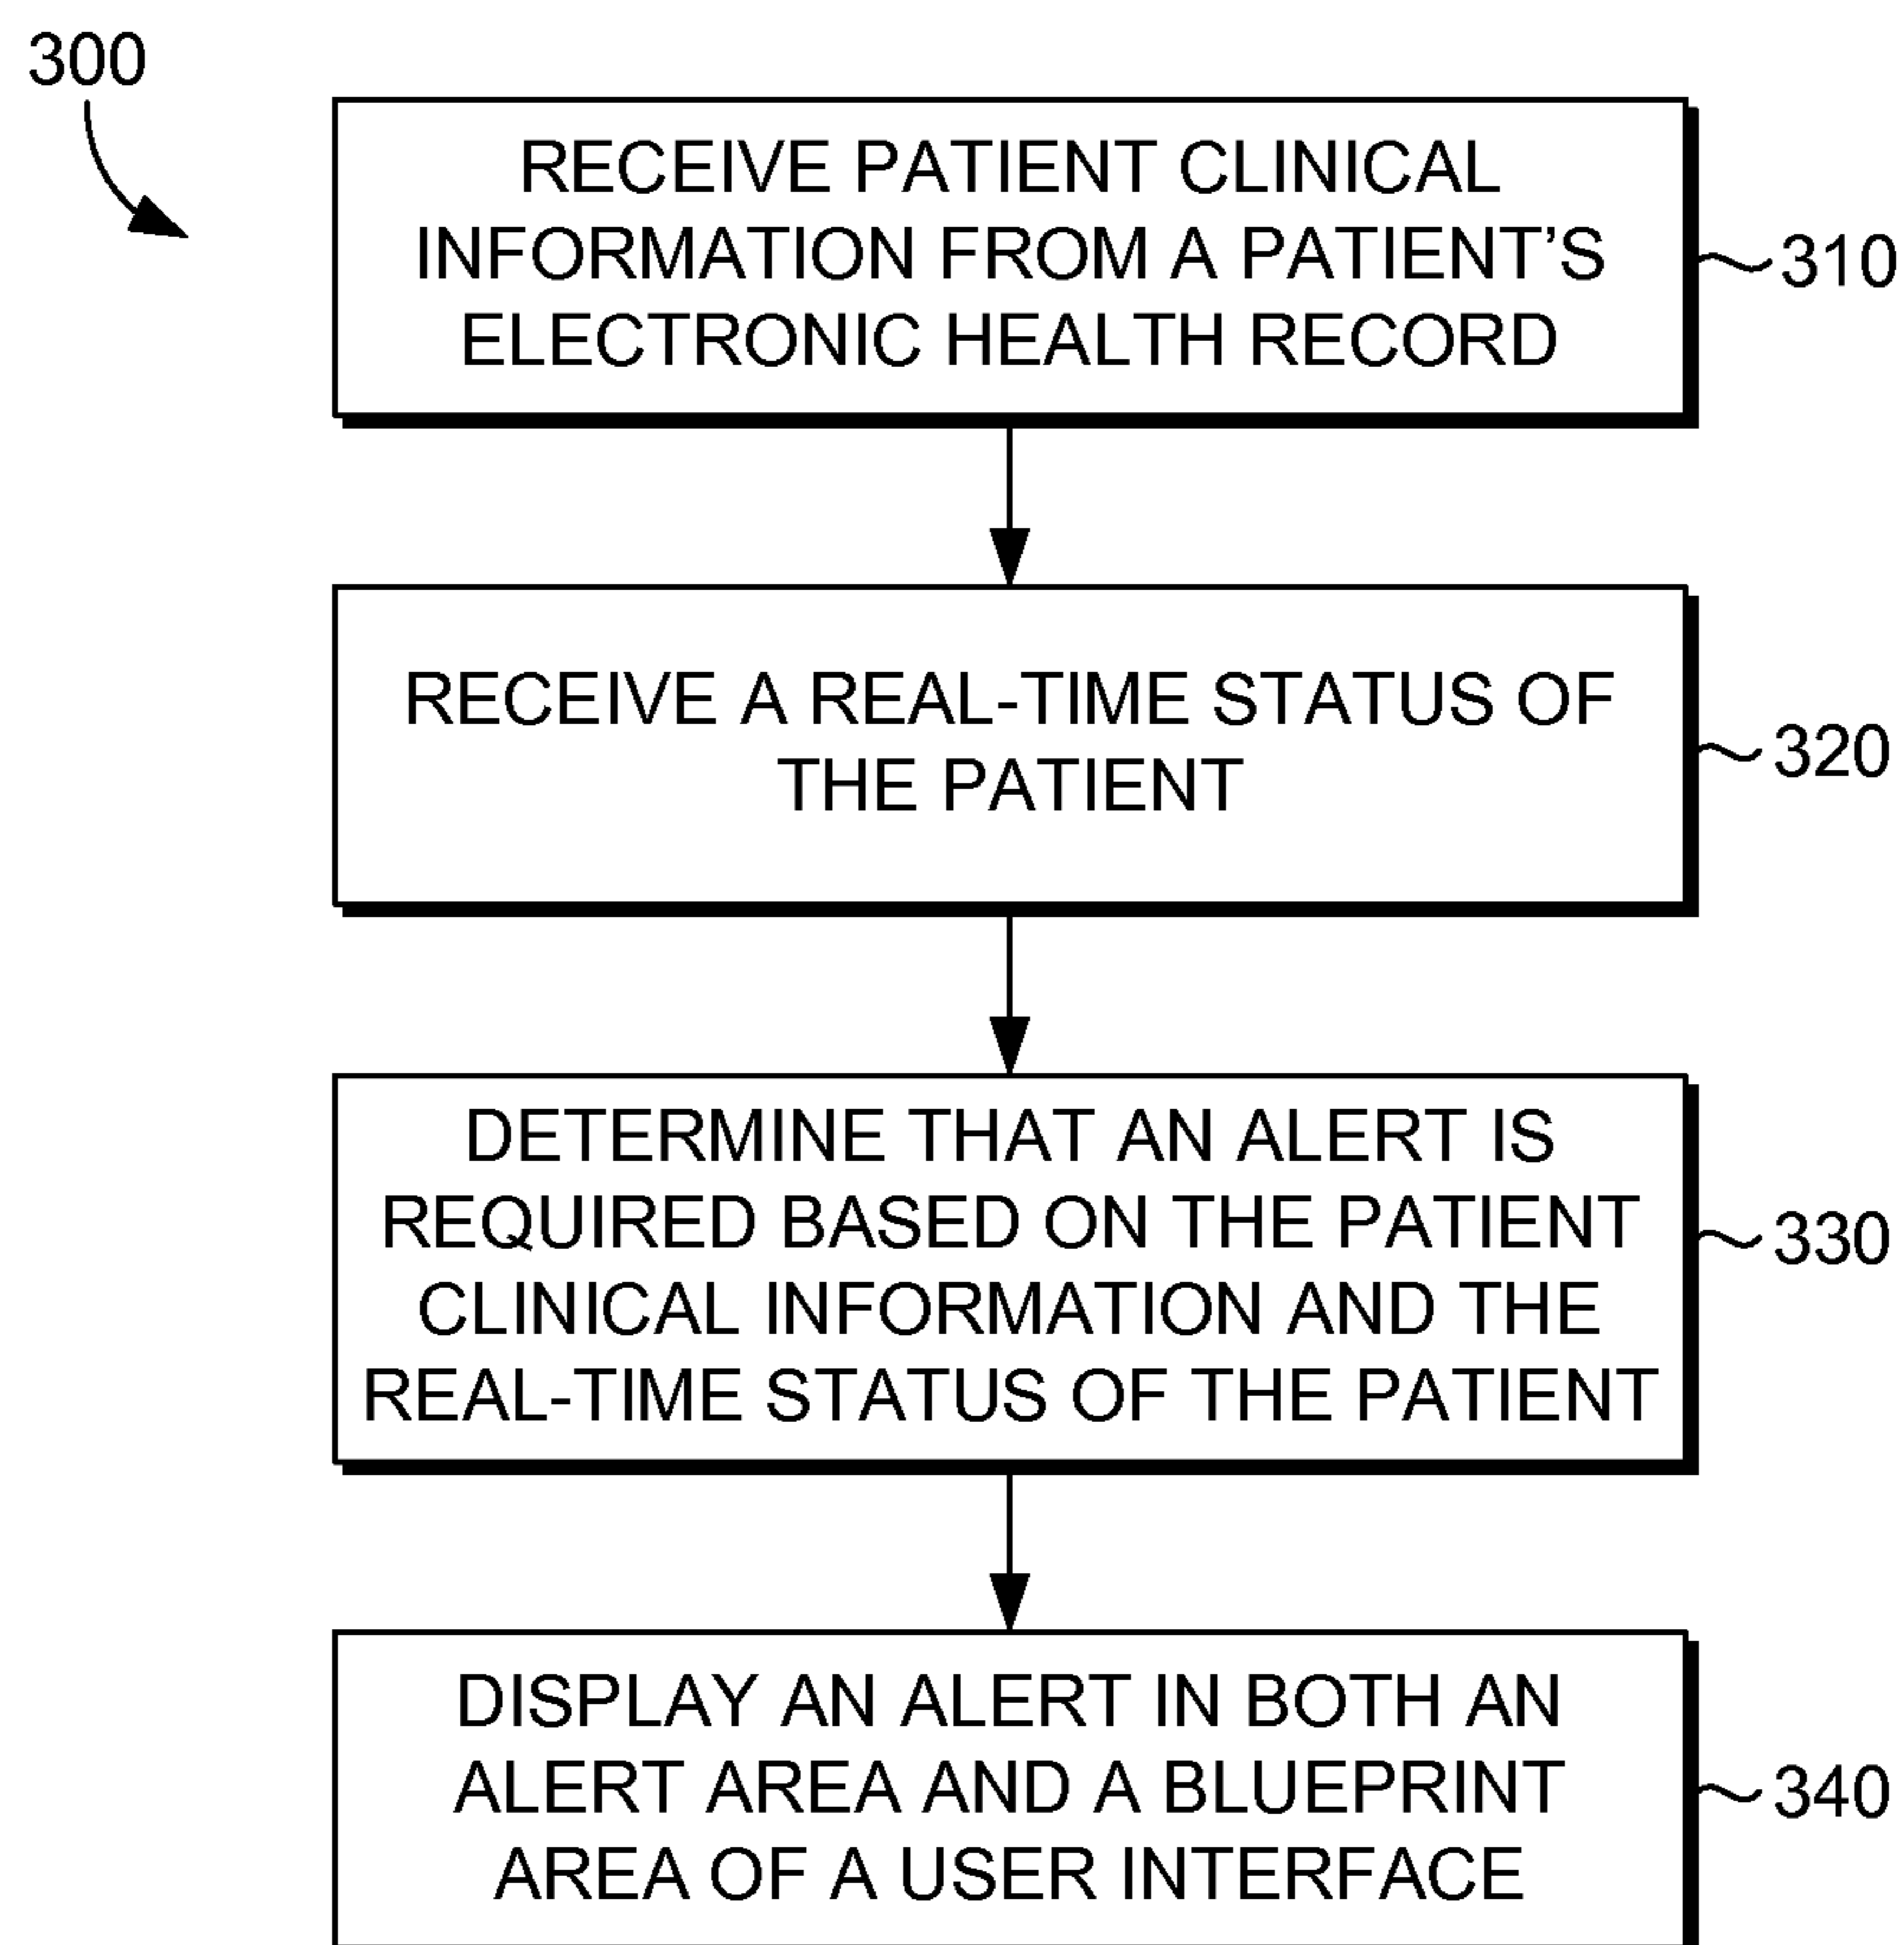 300
RECEIVE PATIENT CLINICAL
INFORMATION FROM A PATIENT’S
ELECTRONIC HEALTH RECORD
310
RECEIVE A REAL-TIME STATUS OF
THE PATIENT
320
DETERMINE THAT AN ALERT IS
REQUIRED BASED ON THE PATIENT
CLINICAL INFORMATION AND THE
REAL-TIME STATUS OF THE PATIENT
330
DISPLAY AN ALERT IN BOTH AN
ALERT AREA AND A BLUEPRINT
AREA OF A USER INTERFACE
340